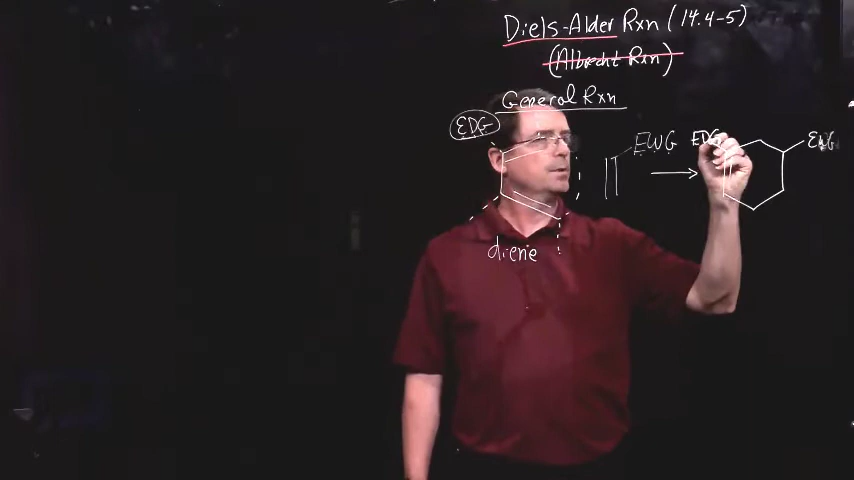 Diels-Alder Rxn (14.4-5)
(Albrecht Rxn)
General Rxn
EDG
EWG EDG EWG
diene